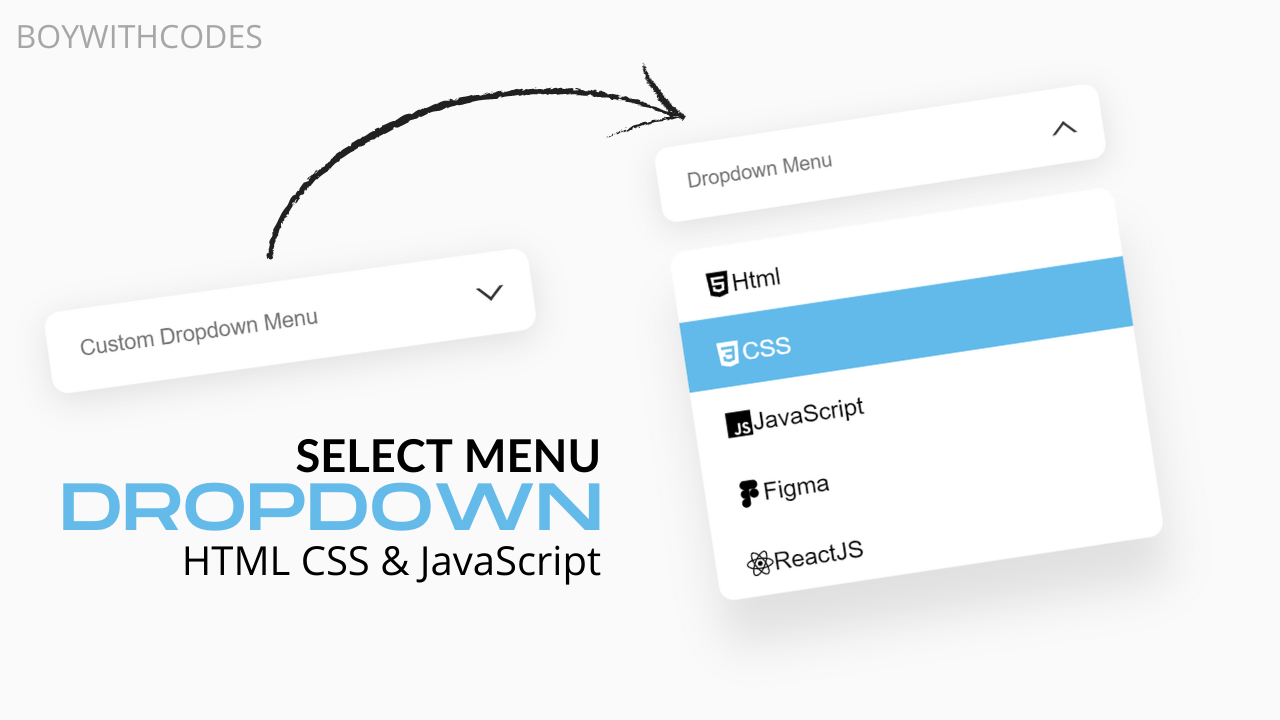 BOYWITHCODES
Custom Dropdown Menu
SELECT MENU
DROPDOWN
HTML CSS & JavaScript
Dropdown Menu
Html
CSS
JS JavaScript
Figma
ReactJS